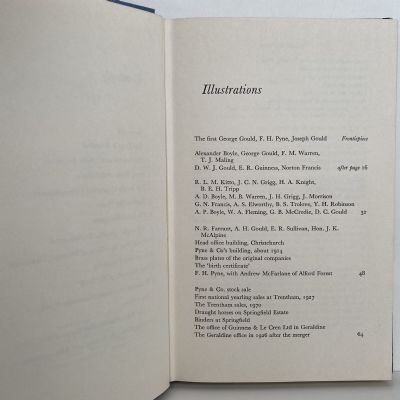 Illustrations
The first George Gould, F. H. Pyne, Joseph Gould Frontispiece
Alexander Boyle, George Gould, F. M. Warren,
T. J. Maling
D. W. J. Gould, E. R. Guinness, Norton Francis after page 16
R. L. M. Kitto, J. C. N. Grigg, H. A. Knight,
B. E. H. Tripp
A. D. Boyle, M. B. Warren, J. H. Grigg, J. Morrison
G. N. Francis, A. S. Elworthy, B. S. Trolove, Y. H. Robinson
A. P. Boyle, W. A. Fleming, G. B. McCredie, D. C. Gould 32
N. R. Farrant, A. H. Gould, E. R. Sullivan, Hon. J. K.
McAlpine
Head office building, Christchurch
Pyne & Co's building, about 1914
Brass plates of the original companies
The 'birth certificate'
F. H. Pyne, with Andrew McFarlane of Alford Forest 48
Pyne & Co. stock sale
First national yearling sales at Trentham, 1927
The Trentham sales, 1970
Draught horses on Springfield Estate
Binders at Springfield
The office of Guinness & Le Cren Ltd in Geraldine
The Geraldine office in 1926 after the merger 64